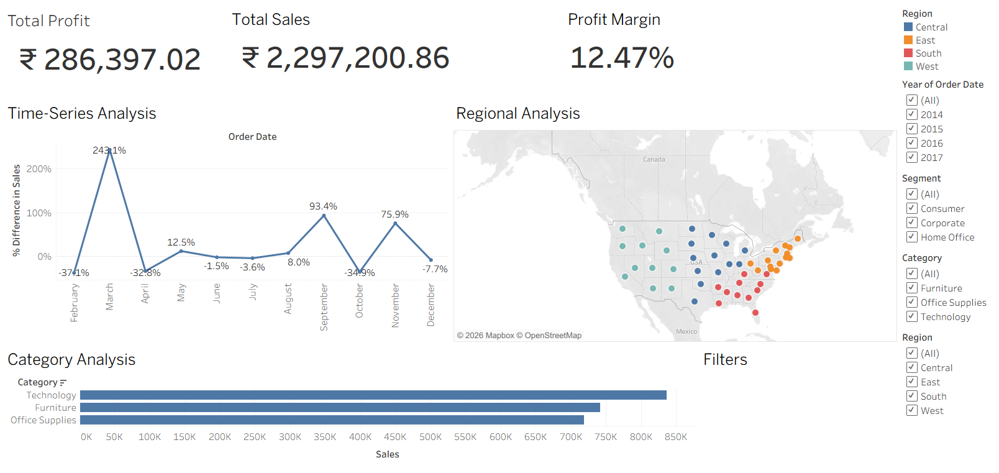 Total Profit
₹ 286,397.02
Total Sales
₹ 2,297,200.86
Profit Margin
12.47%
Time-Series Analysis
Order Date
% Difference in Sales
200%
100%
0%
-37.1%
243.1%
-32.8%
12.5%
-1.5%
-3.6%
8.0%
93.4%
-34.9%
75.9%
-7.7%
February
March
April
May
June
July
August
September
October
November
December
Regional Analysis
Canada
USA
Mexico
© 2026 Mapbox © OpenStreetMap
Category Analysis
Category
Technology
Furniture
Office Supplies
0K 50K 100K 150K 200K 250K 300K 350K 400K 450K 500K 550K 600K 650K 700K 750K 800K 850K
Sales
Filters
Region
Central
East
South
West
Year of Order Date
(All)
2014
2015
2016
2017
Segment
(All)
Consumer
Corporate
Home Office
Category
(All)
Furniture
Office Supplies
Technology
Region
(All)
Central
East
South
West